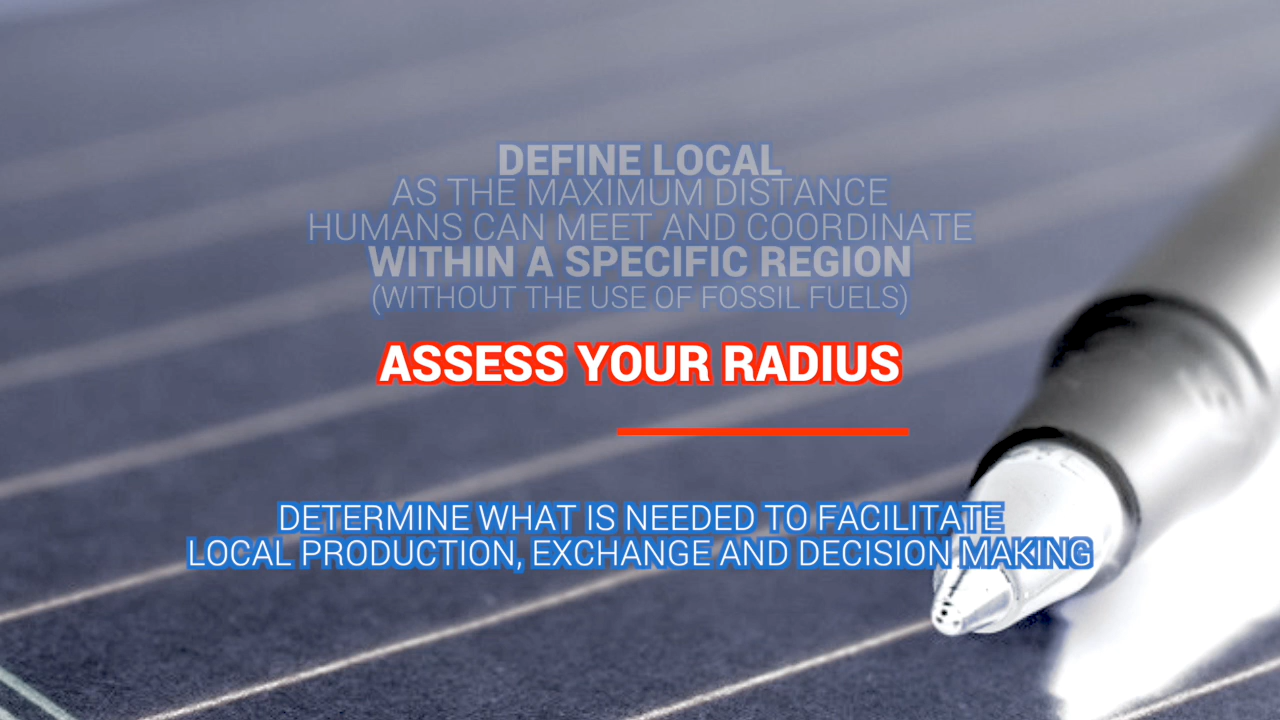 DEFINE LOCAL
AS THE MAXIMUM DISTANCE
HUMANS CAN MEET AND COORDINATE
WITHIN A SPECIFIC REGION
(WITHOUT THE USE OF FOSSIL FUELS)
ASSESS YOUR RADIUS
DETERMINE WHAT IS NEEDED TO FACILITATE
LOCAL PRODUCTION, EXCHANGE AND DECISION MAKING